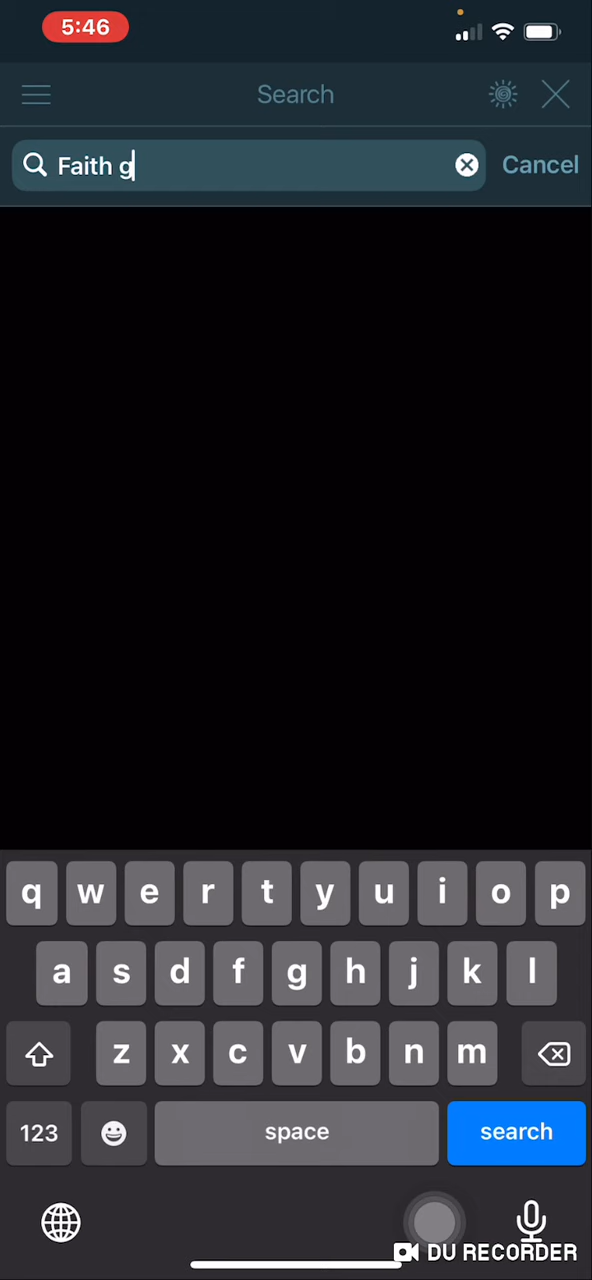 5:46
Search
Faith g
Cancel
q w e r t y u i o p
a s d f g h j k l
z x c v b n m
123 space search
DU RECORDER